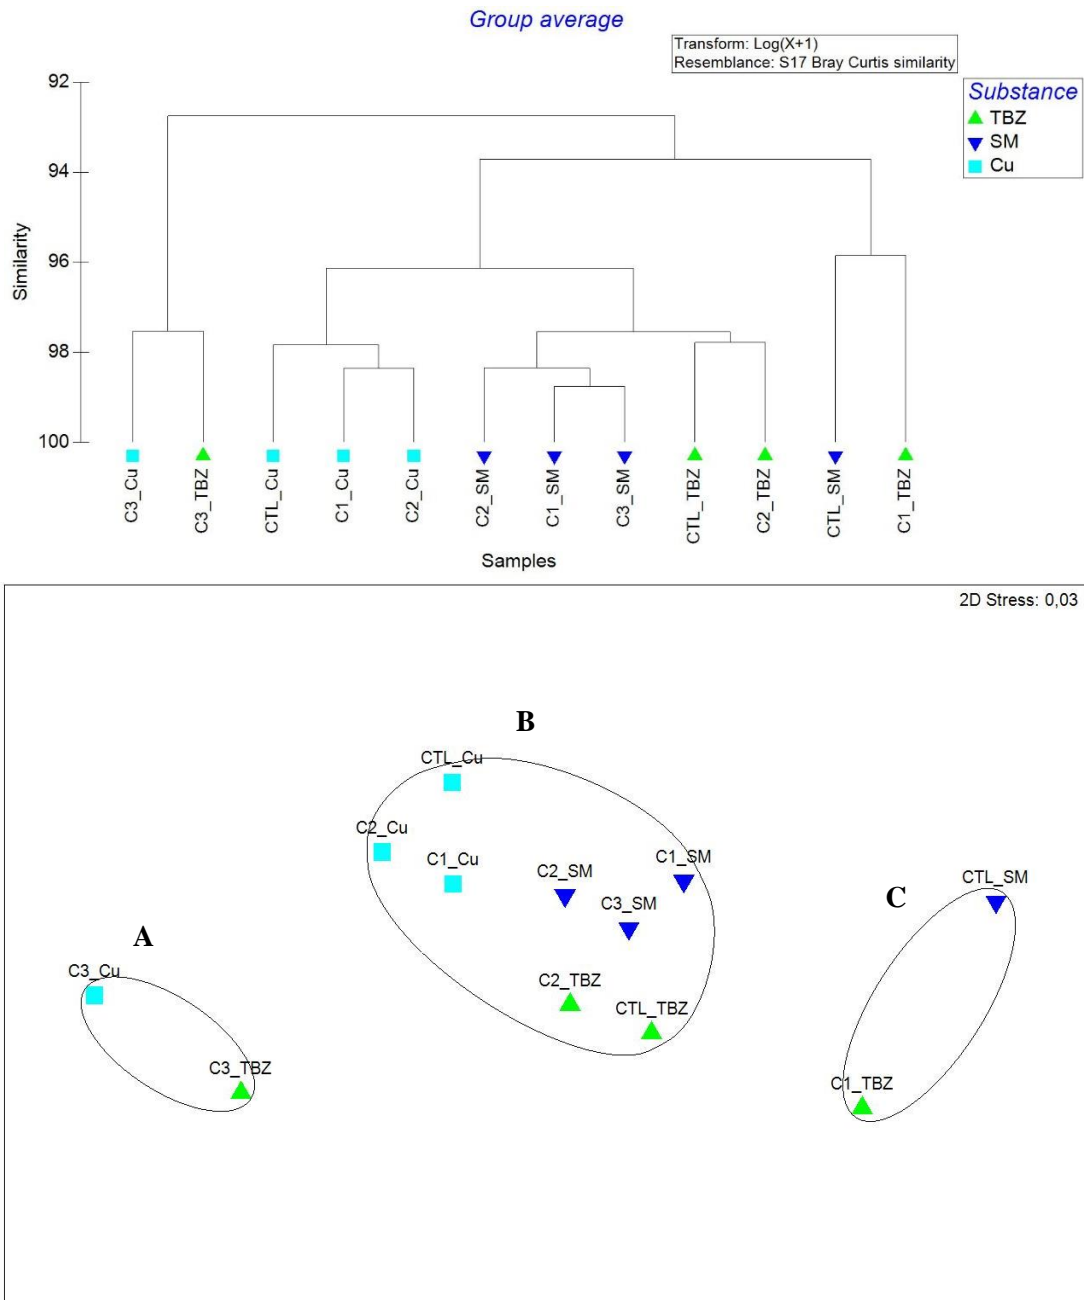 Group average
Transform: Log(X+1)
Resemblance: S17 Bray Curtis similarity
Substance
TBZ
SM
Cu
92
94
96
98
100
Similarity
C3_Cu
C3_TBZ
CTL_Cu
C1_Cu
C2_Cu
C2_SM
C1_SM
C3_SM
CTL_TBZ
C2_TBZ
CTL_SM
C1_TBZ
Samples
2D Stress: 0,03
B
CTL_Cu
C2_Cu
C1_Cu
C2_SM
C1_SM
C3_SM
C2_TBZ
CTL_TBZ
A
C3_Cu
C3_TBZ
C
CTL_SM
C1_TBZ